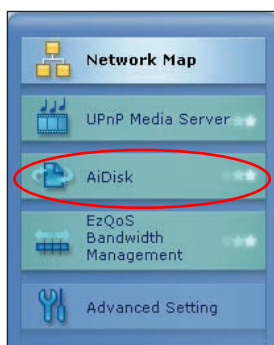 Network Map
UPnP Media Server
AiDisk
EzQoS
Bandwidth
Management
Advanced Setting